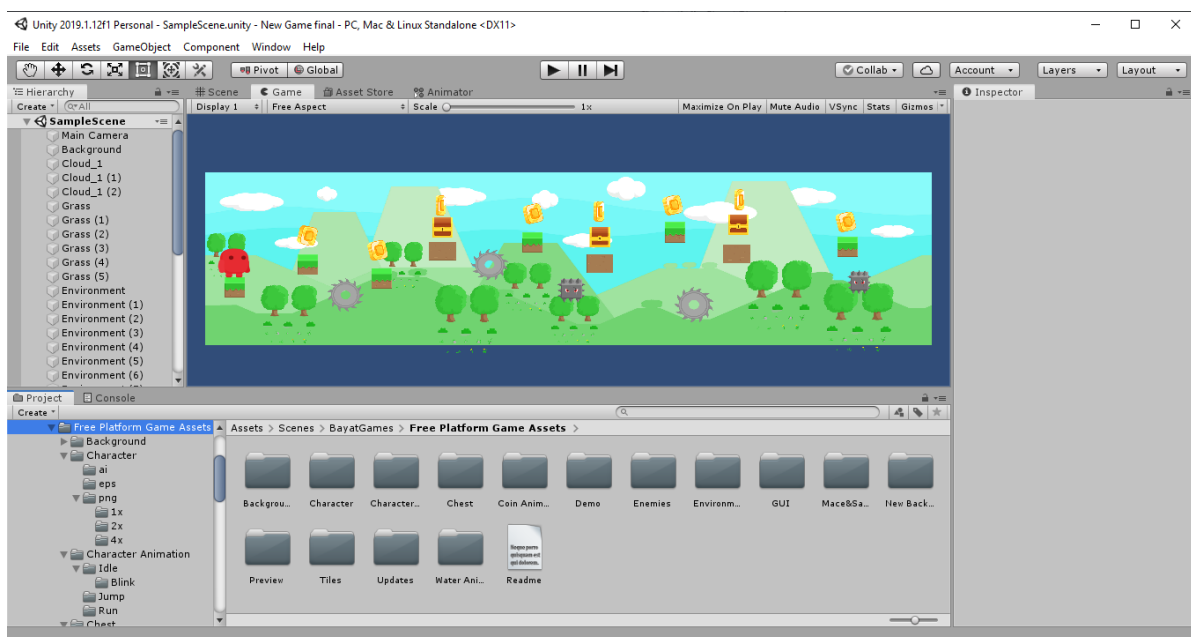 Unity 2019.1.12f1 Personal - SampleScene.unity - New Game final - PC, Mac & Linux Standalone <DX11>
File Edit Assets GameObject Component Window Help
Pivot Global Collab Account Layers Layout
Hierarchy Scene Game Asset Store Animator Inspector
Create All Display 1 Free Aspect Scale 1x Maximize On Play Mute Audio VSync Stats Gizmos
SampleScene
Main Camera
Background
Cloud_1
Cloud_1 (1)
Cloud_1 (2)
Grass
Grass (1)
Grass (2)
Grass (3)
Grass (4)
Grass (5)
Environment
Environment (1)
Environment (2)
Environment (3)
Environment (4)
Environment (5)
Environment (6)
Project Console
Create
Free Platform Game Assets
Background
Character
ai
eps
png
1x
2x
4x
Character Animation
Idle
Blink
Jump
Run
Chest
Assets > Scenes > BayatGames > Free Platform Game Assets >
Backgrou... Character Character... Chest Coin Anim... Demo Enemies Environm... GUI Mace&Sa... New Back...
Preview Tiles Updates Water Ani... Readme